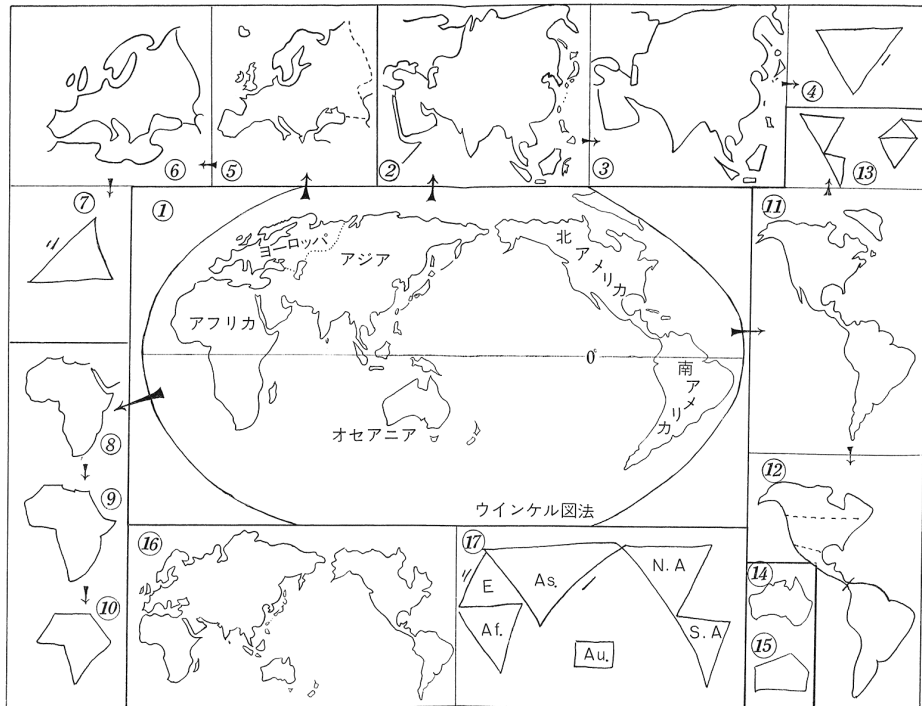 ⑥
⑤
②
③
④
⑬
⑦
①
⑪
ヨーロッパ
アジア
北アメリカ
アフリカ
0°
南アメリカ
オセアニア
⑧
⑨
⑩
⑫
ウインケル図法
⑯
⑰
E
As.
N.A
Af.
S.A
Au.
⑭
⑮